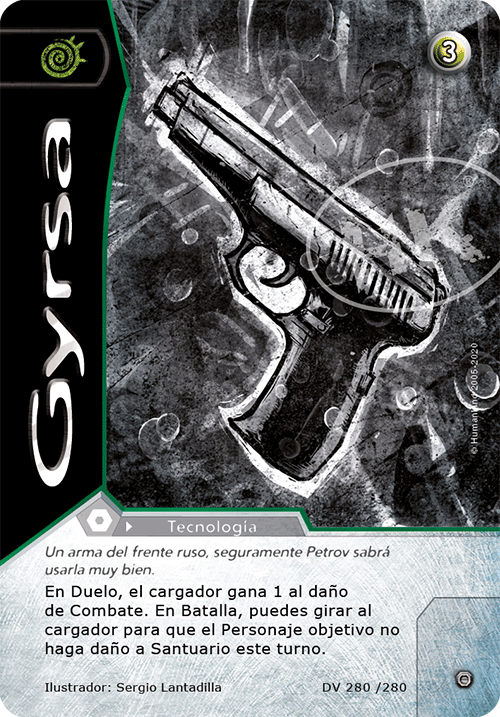 3
Gyrsa
© Humankind 2005-2020
Tecnología
Un arma del frente ruso, seguramente Petrov sabrá
usarla muy bien.
En Duelo, el cargador gana 1 al daño
de Combate. En Batalla, puedes girar al
cargador para que el Personaje objetivo no
haga daño a Santuario este turno.
Ilustrador: Sergio Lantadilla
DV 280 /280